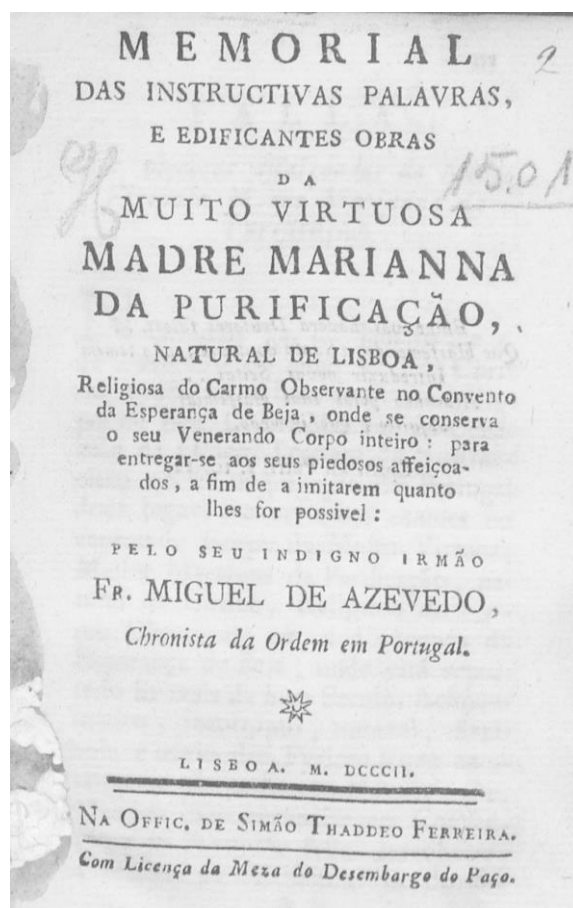 MEMORIAL
DAS INSTRUCTIVAS PALAVRAS,
E EDIFICANTES OBRAS
DA
MUITO VIRTUOSA
MADRE MARIANNA
DA PURIFICAÇÃO,
NATURAL DE LISBOA,
Religiosa do Carmo Observante no Convento
da Esperança de Beja, onde se conserva
o seu Venerando Corpo inteiro: para
entregar-se aos seus piedosos affeiçoa-
dos, a fim de a imitarem quanto
lhes for possivel:
PELO SEU INDIGNO IRMÃO
FR. MIGUEL DE AZEVEDO,
Chronista da Ordem em Portugal.
LISBOA. M. DCCCII.
NA OFFIC. DE SIMÃO THADDEO FERREIRA.
Com Licença da Meza do Desembargo do Paço.
2
15.01